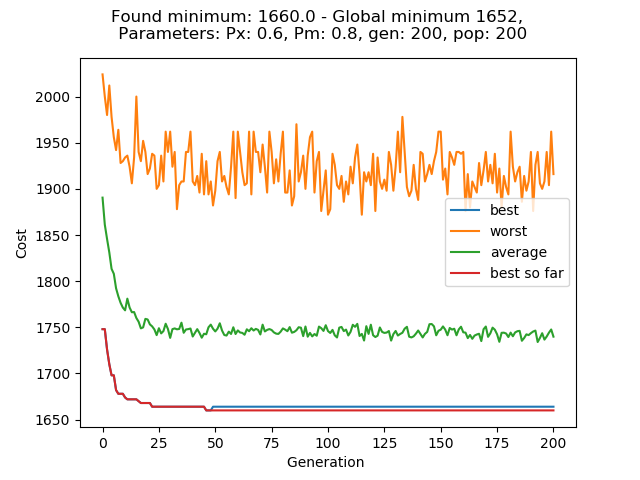 Found minimum: 1660.0 - Global minimum 1652,
Parameters: Px: 0.6, Pm: 0.8, gen: 200, pop: 200
2000
1950
1900
1850
1800
1750
1700
1650
Cost
best
worst
average
best so far
0 25 50 75 100 125 150 175 200
Generation